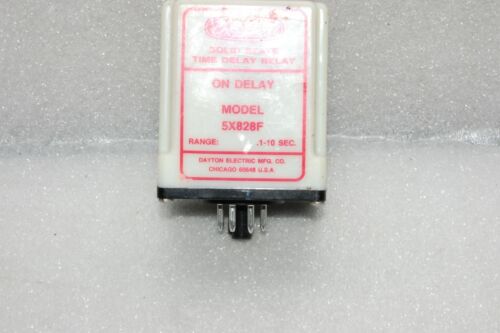 SOLID STATE
TIME DELAY RELAY
ON DELAY
MODEL
5X828F
RANGE: .1-10 SEC.
DAYTON ELECTRIC MFG. CO.
CHICAGO 60648 U.S.A.